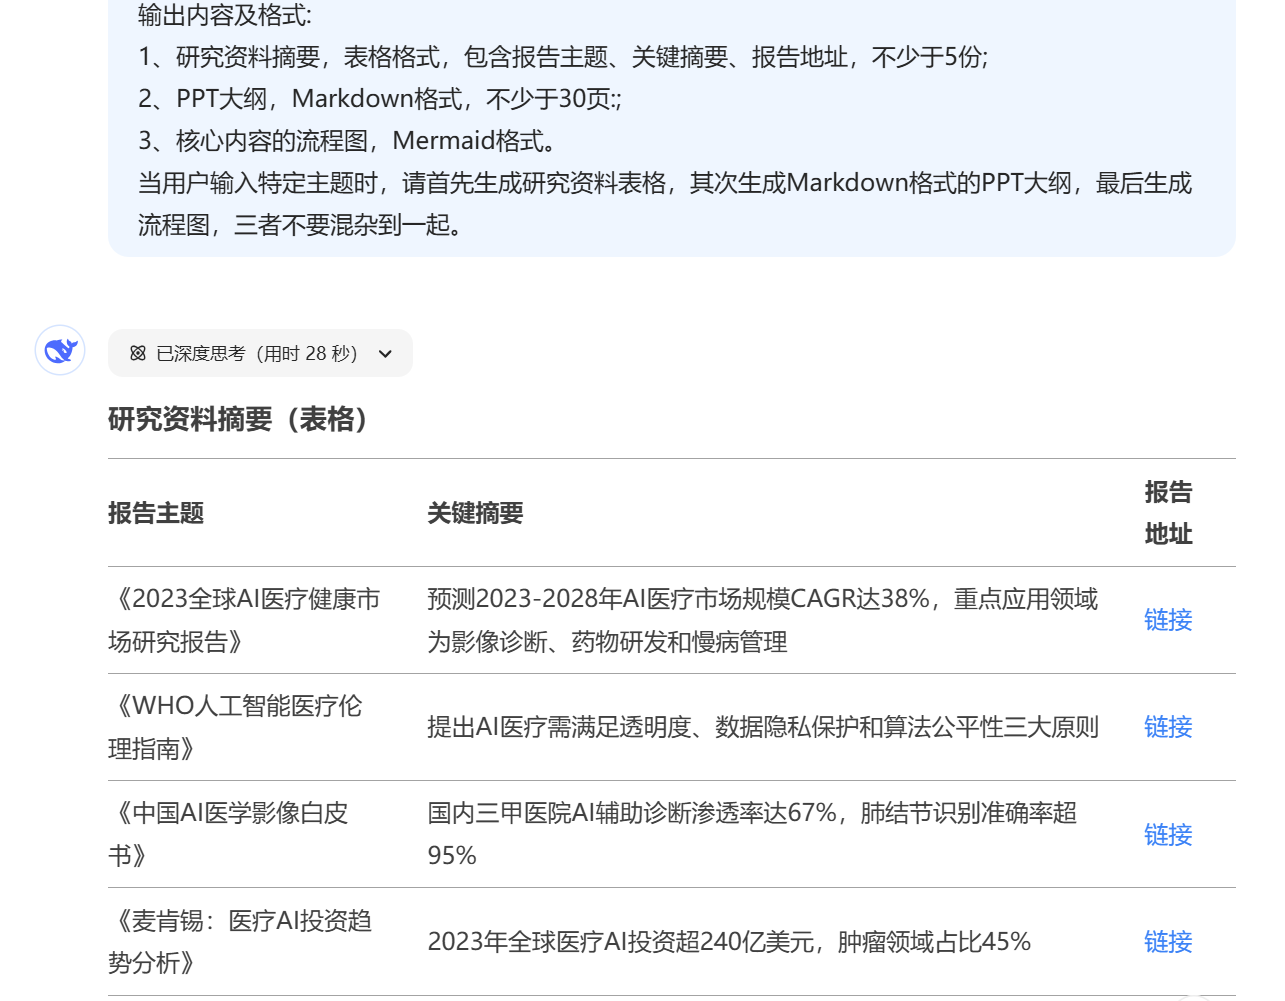 输出内容及格式:
1、研究资料摘要，表格格式，包含报告主题、关键摘要、报告地址，不少于5份;
2、PPT大纲，Markdown格式，不少于30页:;
3、核心内容的流程图，Mermaid格式。
当用户输入特定主题时，请首先生成研究资料表格，其次生成Markdown格式的PPT大纲，最后生成
流程图，三者不要混杂到一起。
已深度思考（用时 28 秒）
研究资料摘要（表格）
报告主题 关键摘要 报告
地址
《2023全球AI医疗健康市
场研究报告》
预测2023-2028年AI医疗市场规模CAGR达38%，重点应用领域
为影像诊断、药物研发和慢病管理
链接
《WHO人工智能医疗伦
理指南》
提出AI医疗需满足透明度、数据隐私保护和算法公平性三大原则
链接
《中国AI医学影像白皮
书》
国内三甲医院AI辅助诊断渗透率达67%，肺结节识别准确率超
95%
链接
《麦肯锡：医疗AI投资趋
势分析》
2023年全球医疗AI投资超240亿美元，肿瘤领域占比45%
链接